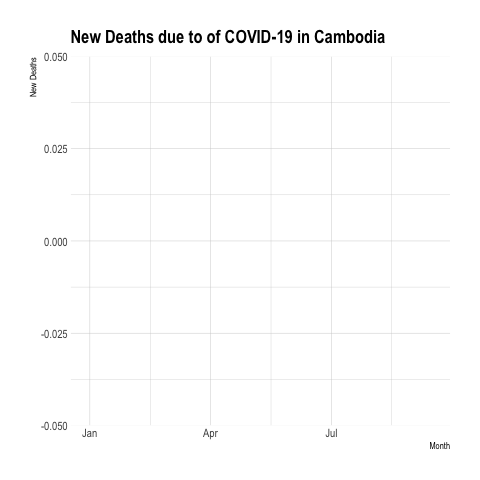 New Deaths due to of COVID-19 in Cambodia
New Deaths
0.050
0.025
0.000
-0.025
-0.050
Jan Apr Jul
Month